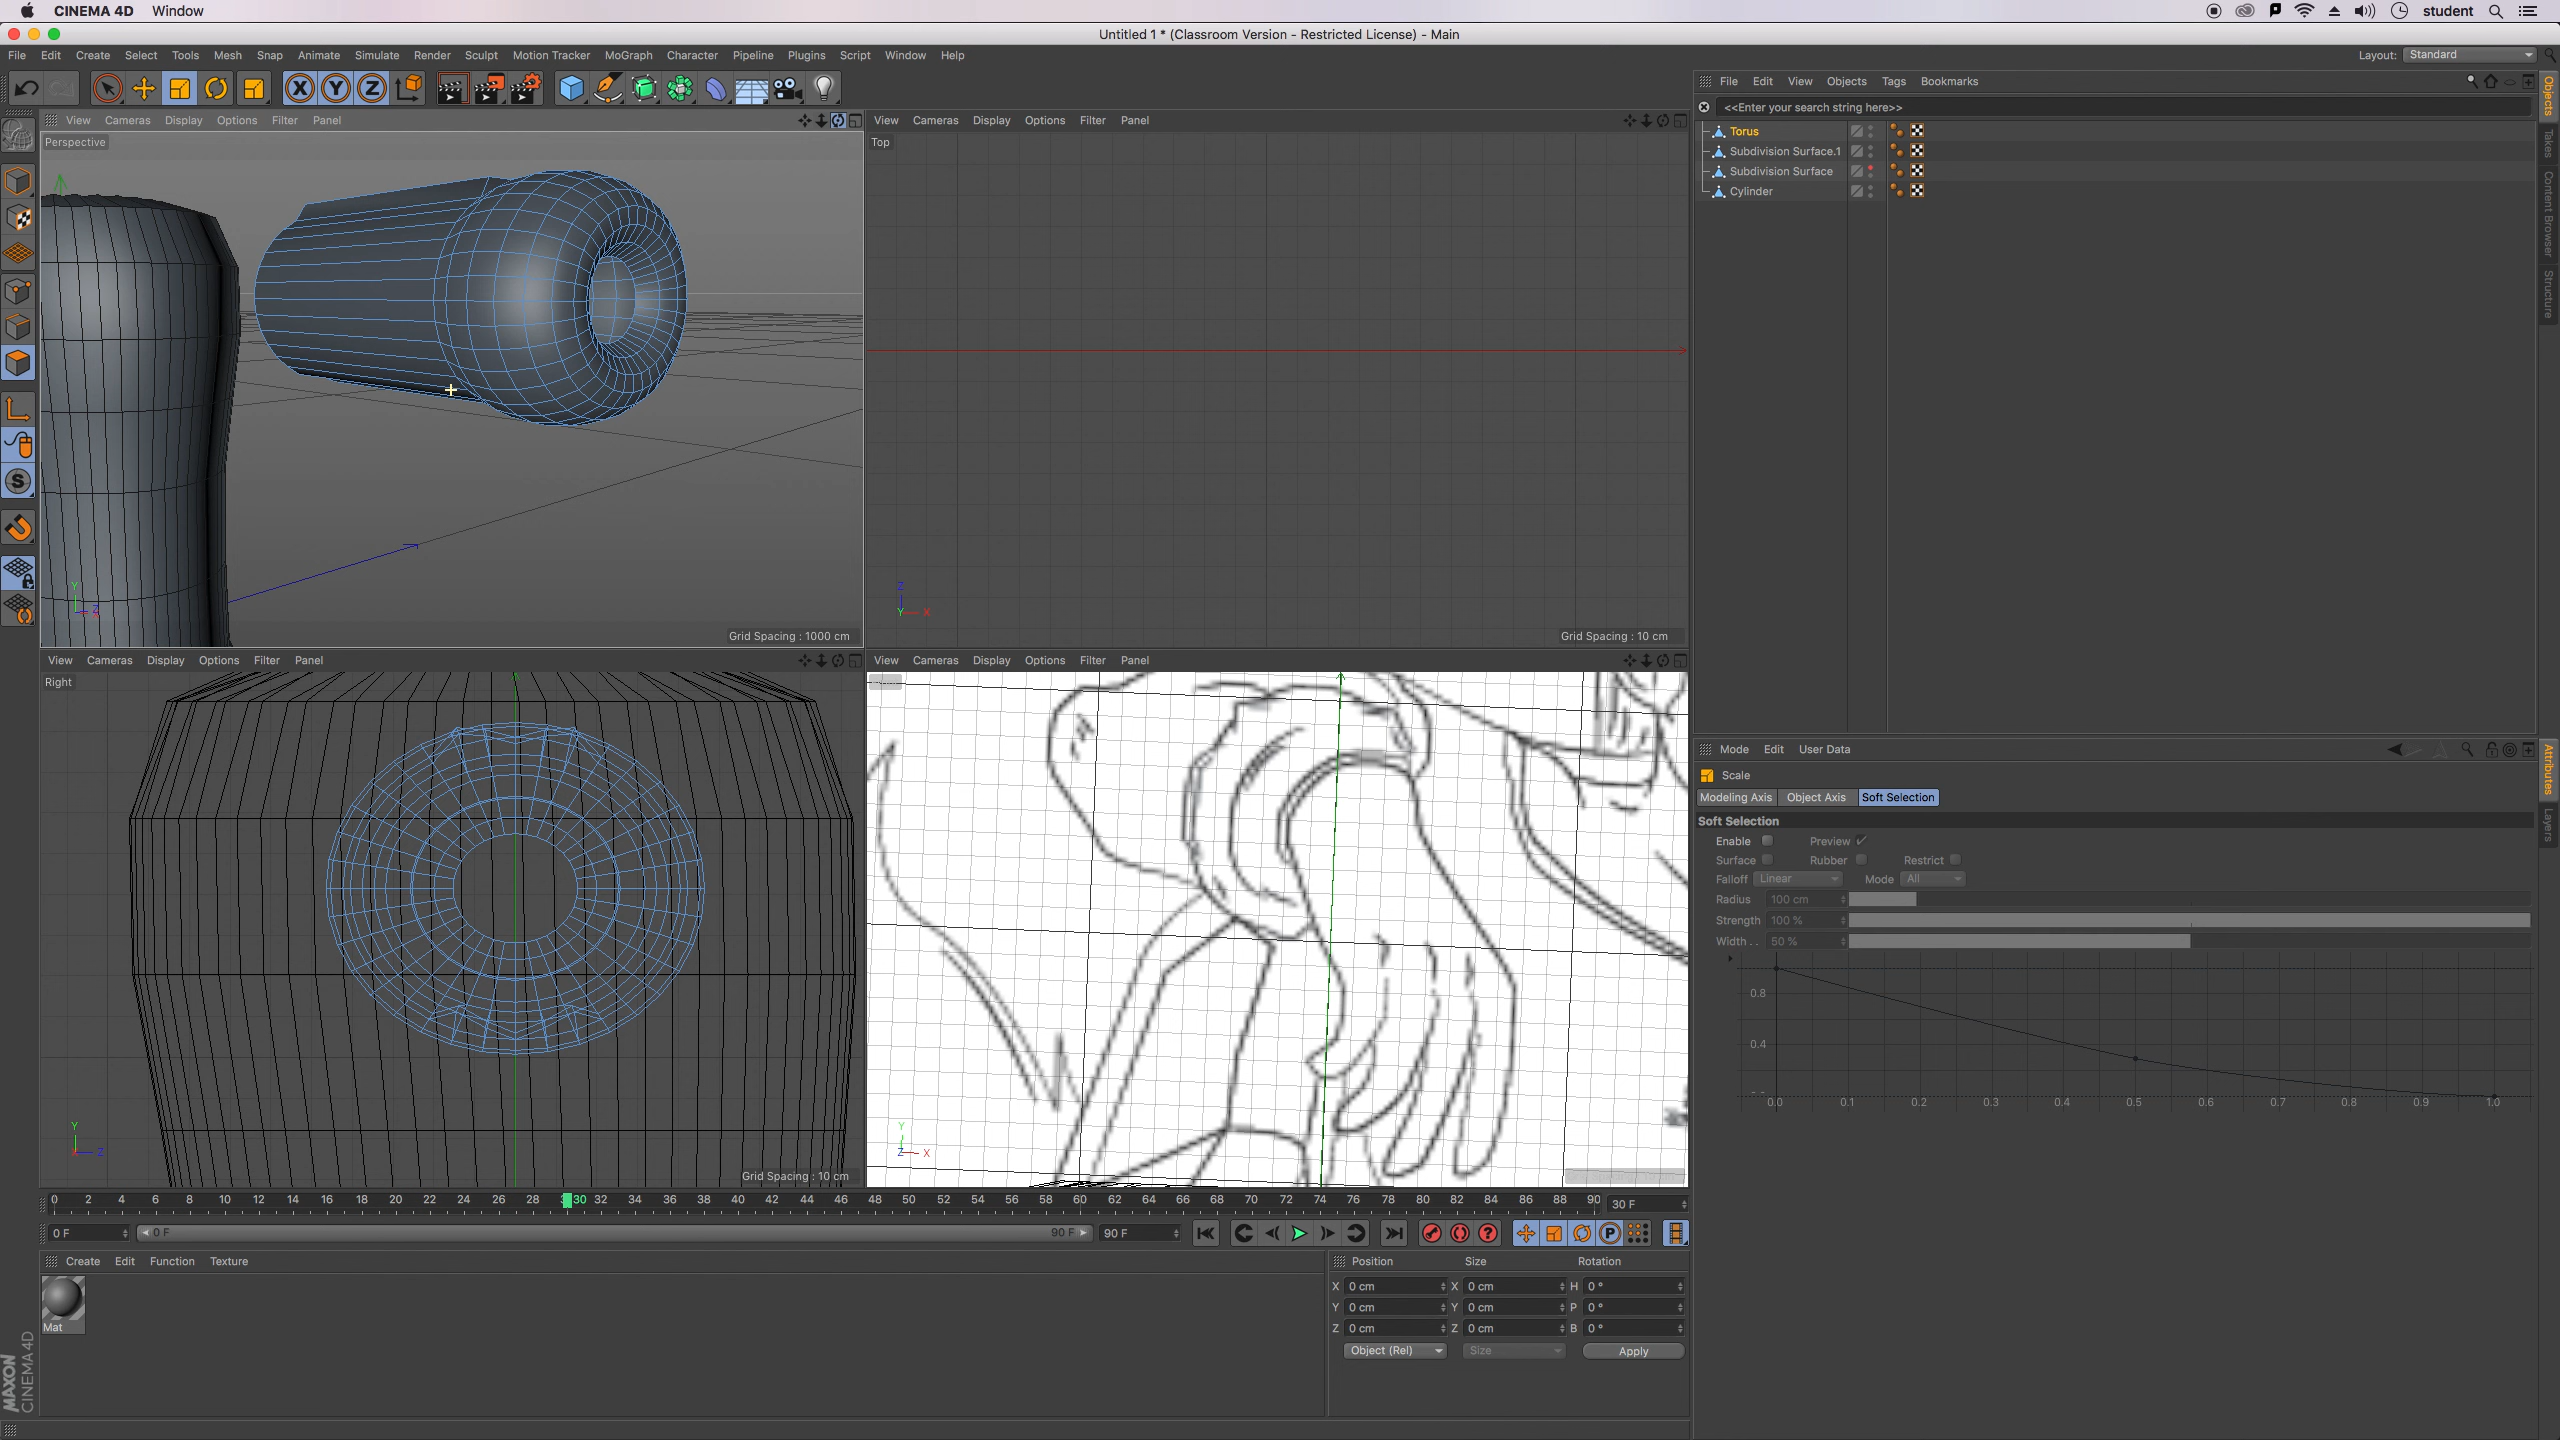 CINEMA 4D Window student
Untitled 1 * (Classroom Version - Restricted License) - Main
File Edit Create Select Tools Mesh Snap Animate Simulate Render Sculpt Motion Tracker MoGraph Character Pipeline Plugins Script Window Help Layout: Standard
File Edit View Objects Tags Bookmarks
<<Enter your search string here>>
Torus
Subdivision Surface.1
Subdivision Surface
Cylinder
Objects
Takes
Content Browser
Structure
View Cameras Display Options Filter Panel
Perspective
Y
Z
Grid Spacing : 1000 cm
View Cameras Display Options Filter Panel
Top
Z
Y X
Grid Spacing : 10 cm
View Cameras Display Options Filter Panel
Right
Y
Z
Grid Spacing : 10 cm
View Cameras Display Options Filter Panel
Y
Z X
Mode Edit User Data
Scale
Modeling Axis Object Axis Soft Selection
Soft Selection
Enable Preview
Surface Rubber Restrict
Falloff Linear Mode All
Radius 100 cm
Strength 100 %
Width . . 50 %
0.8
0.4
0.0 0.1 0.2 0.3 0.4 0.5 0.6 0.7 0.8 0.9 1.0
Attributes
Layers
0 2 4 6 8 10 12 14 16 18 20 22 24 26 28 30 32 34 36 38 40 42 44 46 48 50 52 54 56 58 60 62 64 66 68 70 72 74 76 78 80 82 84 86 88 90 30 F
0 F 0 F 90 F 90 F
Create Edit Function Texture
Mat
Position Size Rotation
X 0 cm X 0 cm H 0 °
Y 0 cm Y 0 cm P 0 °
Z 0 cm Z 0 cm B 0 °
Object (Rel) Size Apply
MAXON
CINEMA 4D